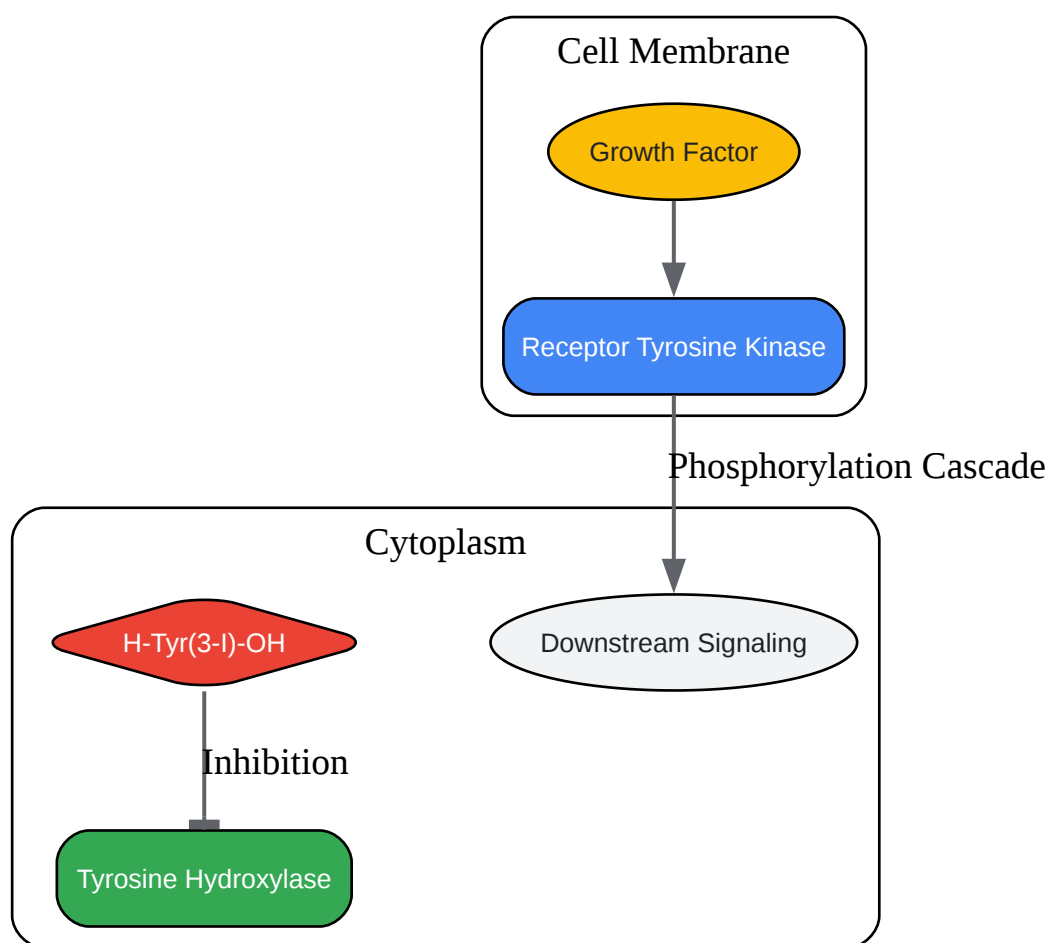 Cell Membrane
Growth Factor
Receptor Tyrosine Kinase
Phosphorylation Cascade
Cytoplasm
H-Tyr(3-I)-OH
Downstream Signaling
Inhibition
Tyrosine Hydroxylase